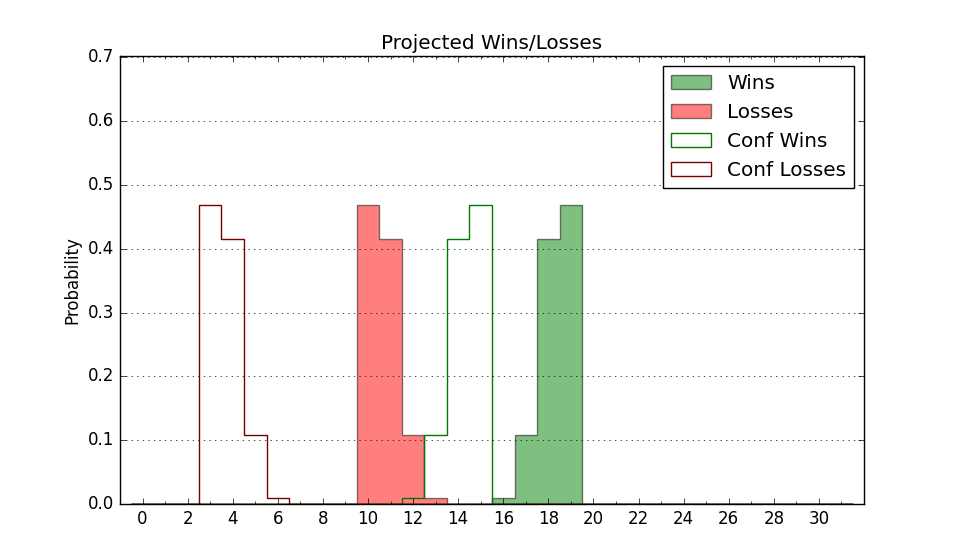 Projected Wins/Losses
0.7
0.6
0.5
0.4
0.3
0.2
0.1
0.0
Probability
Wins
Losses
Conf Wins
Conf Losses
0 2 4 6 8 10 12 14 16 18 20 22 24 26 28 30